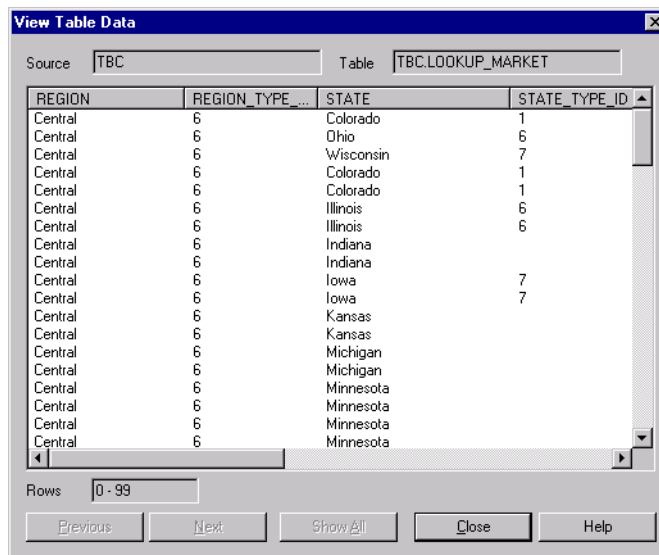 View Table Data
Source TBC Table TBC.LOOKUP_MARKET
REGION REGION_TYPE_... STATE STATE_TYPE_ID
Central 6 Colorado 1
Central 6 Ohio 6
Central 6 Wisconsin 7
Central 6 Colorado 1
Central 6 Colorado 1
Central 6 Illinois 6
Central 6 Illinois 6
Central 6 Indiana
Central 6 Indiana
Central 6 Iowa 7
Central 6 Iowa 7
Central 6 Kansas
Central 6 Kansas
Central 6 Michigan
Central 6 Michigan
Central 6 Minnesota
Central 6 Minnesota
Central 6 Minnesota
Central 6 Minnesota
Rows 0 - 99
Previous Next Show All Close Help